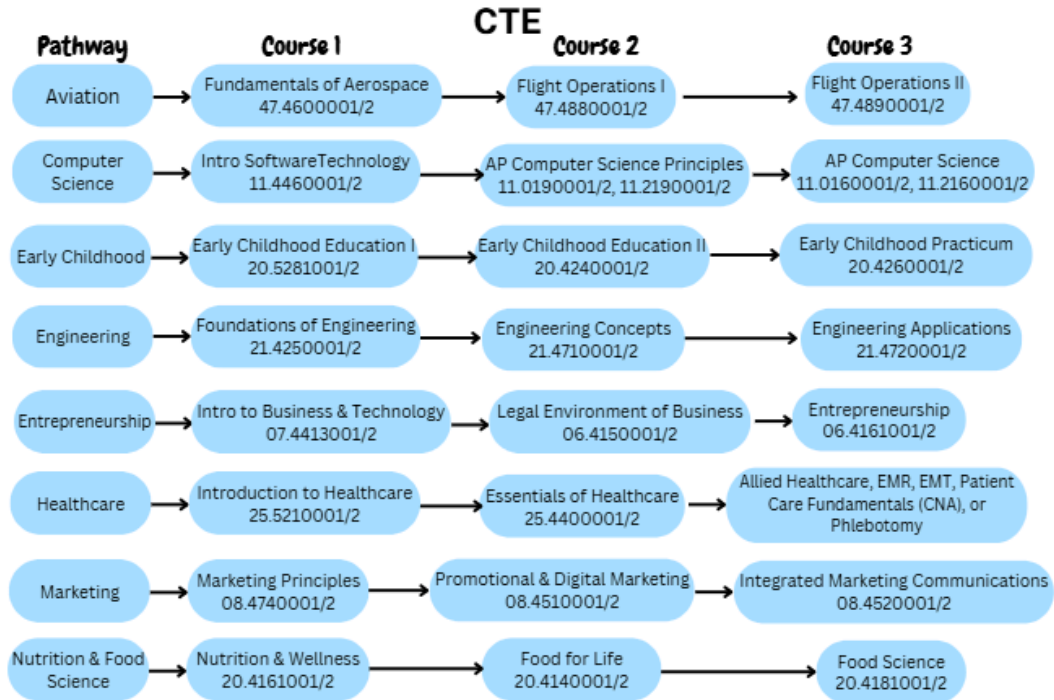 CTE
Pathway Course 1 Course 2 Course 3
Aviation
Fundamentals of Aerospace
47.4600001/2
Flight Operations I
47.4880001/2
Flight Operations II
47.4890001/2
Computer
Science
Intro SoftwareTechnology
11.4460001/2
AP Computer Science Principles
11.0190001/2, 11.2190001/2
AP Computer Science
11.0160001/2, 11.2160001/2
Early Childhood
Early Childhood Education I
20.5281001/2
Early Childhood Education II
20.4240001/2
Early Childhood Practicum
20.4260001/2
Engineering
Foundations of Engineering
21.4250001/2
Engineering Concepts
21.4710001/2
Engineering Applications
21.4720001/2
Entrepreneurship
Intro to Business & Technology
07.4413001/2
Legal Environment of Business
06.4150001/2
Entrepreneurship
06.4161001/2
Healthcare
Introduction to Healthcare
25.5210001/2
Essentials of Healthcare
25.4400001/2
Allied Healthcare, EMR, EMT, Patient
Care Fundamentals (CNA), or
Phlebotomy
Marketing
Marketing Principles
08.4740001/2
Promotional & Digital Marketing
08.4510001/2
Integrated Marketing Communications
08.4520001/2
Nutrition & Food
Science
Nutrition & Wellness
20.4161001/2
Food for Life
20.4140001/2
Food Science
20.4181001/2